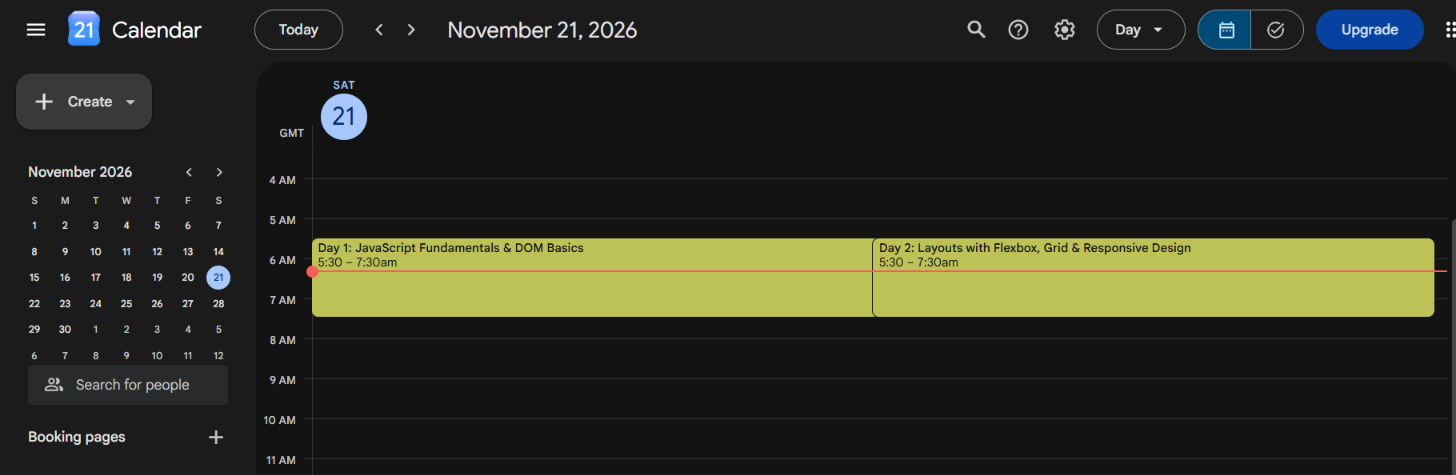 21 Calendar
Today
November 21, 2026
Day
Upgrade
Create
November 2026
S M T W T F S
1 2 3 4 5 6 7
8 9 10 11 12 13 14
15 16 17 18 19 20 21
22 23 24 25 26 27 28
29 30 1 2 3 4 5
6 7 8 9 10 11 12
Search for people
Booking pages
SAT
21
GMT
4 AM
5 AM
Day 1: JavaScript Fundamentals & DOM Basics
5:30 – 7:30am
Day 2: Layouts with Flexbox, Grid & Responsive Design
5:30 – 7:30am
6 AM
7 AM
8 AM
9 AM
10 AM
11 AM